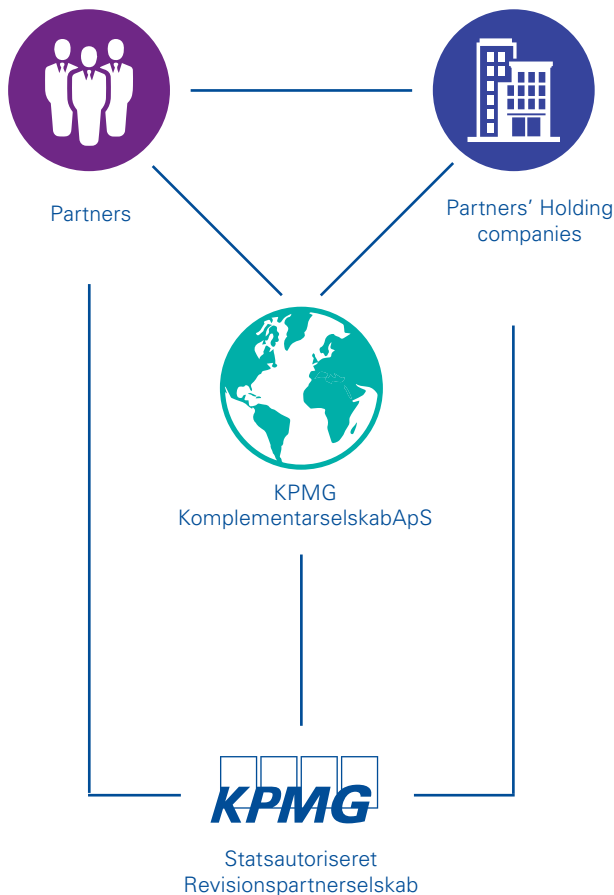 Partners
Partners' Holding
companies
KPMG
KomplementarselskabApS
KPMG
Statsautoriseret
Revisionspartnerselskab